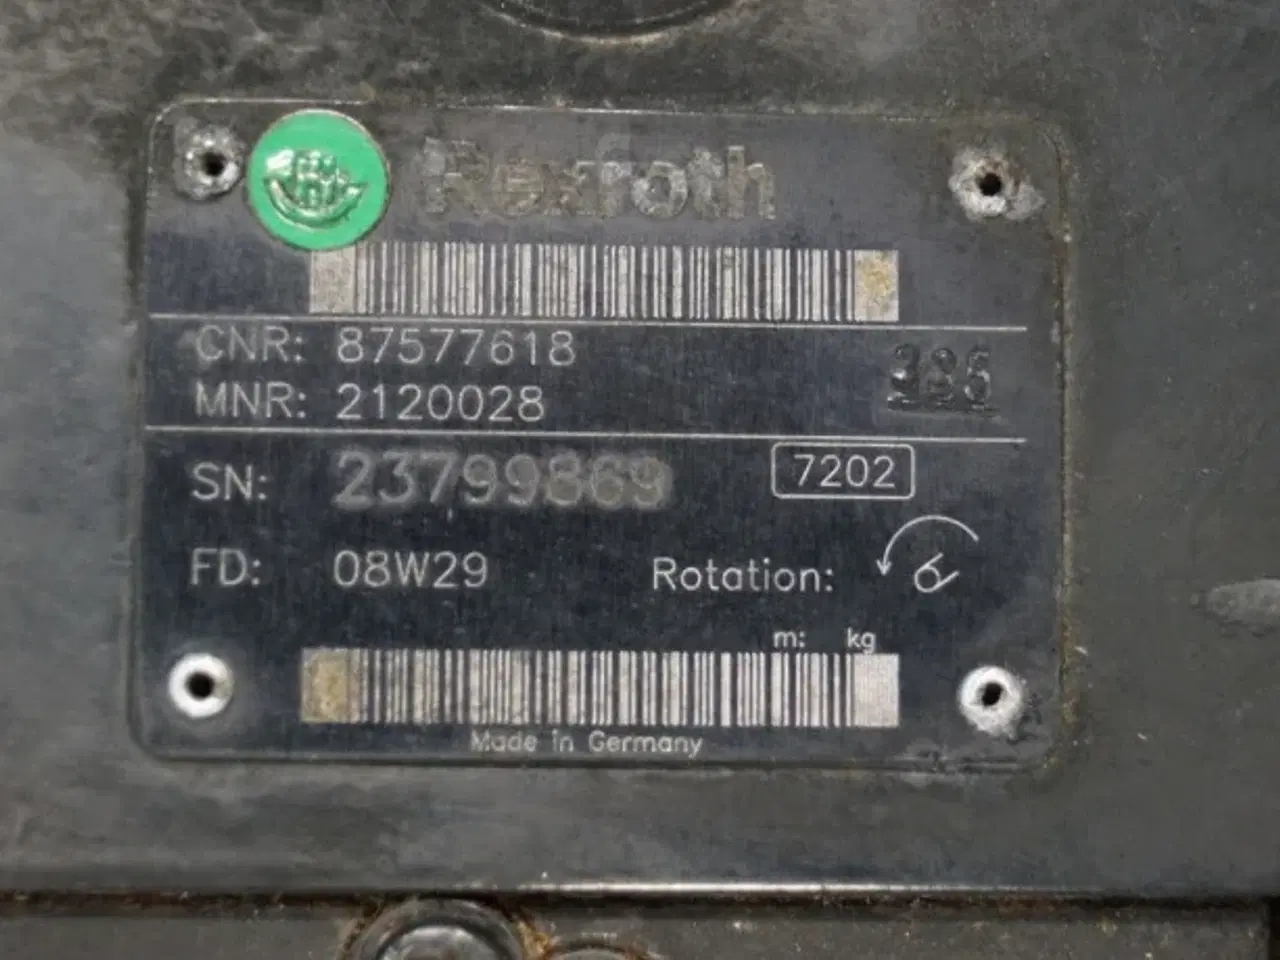 Rexroth
CNR: 87577618
MNR: 2120028
SN: 23799869
7202
FD: 08W29
Rotation:
m: kg
Made in Germany